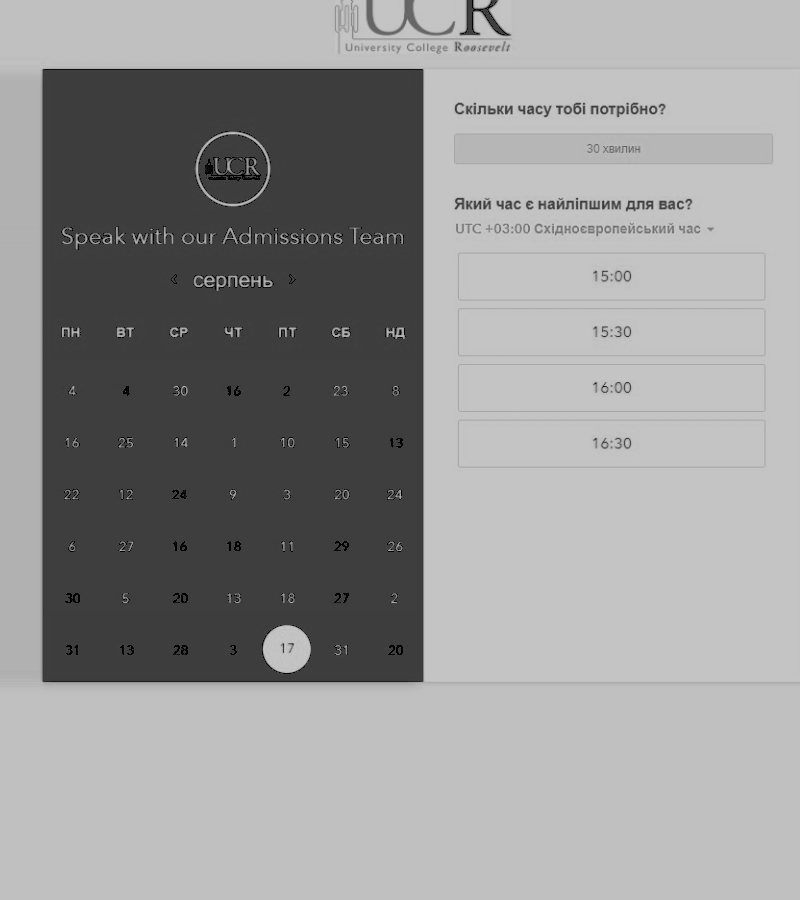 UCR
University College Roosevelt
UCR
Speak with our Admissions Team
серпень
ПН ВТ СР ЧТ ПТ СБ НД
4 4 30 16 2 23 8
16 25 14 1 10 15 13
22 12 24 9 3 20 24
6 27 16 18 11 29 26
30 5 20 13 18 27 2
31 13 28 3 17 31 20
Скільки часу тобі потрібно?
30 хвилин
Який час є найліпшим для вас?
UTC +03:00 Східноєвропейський час
15:00
15:30
16:00
16:30